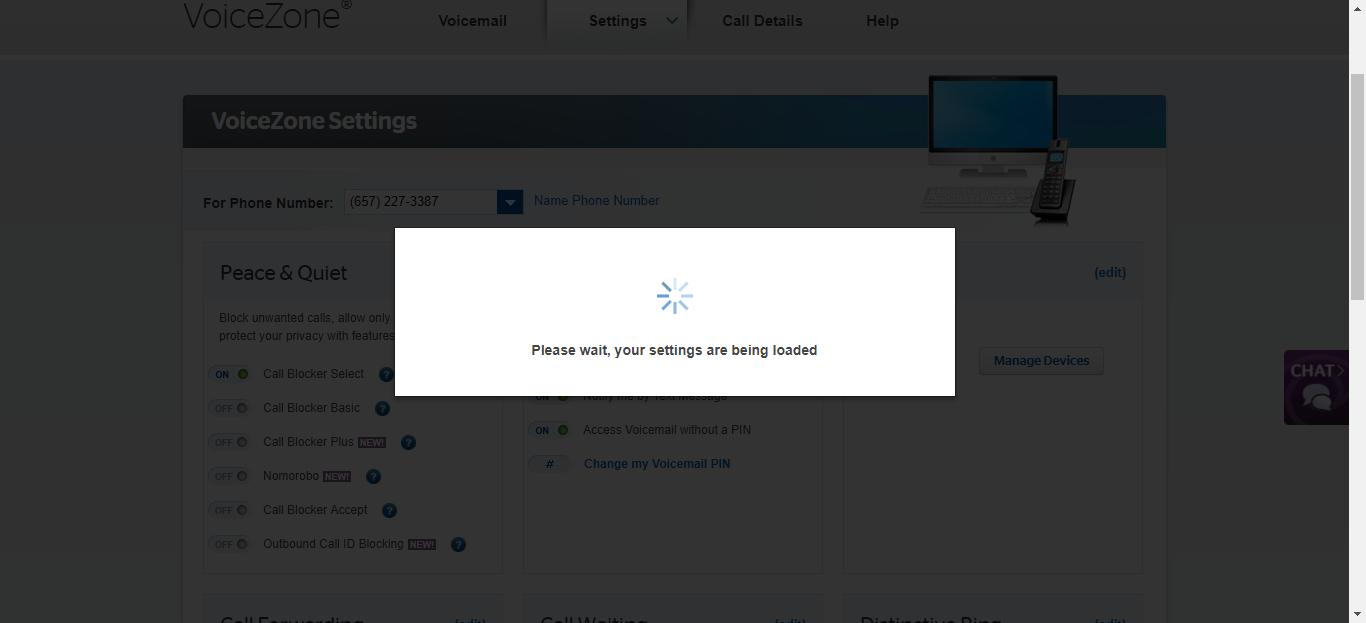 VoiceZone®
Voicemail
Settings
Call Details
Help
VoiceZone Settings
For Phone Number:
(657) 227-3387
Name Phone Number
Peace & Quiet
(edit)
Block unwanted calls, allow only
protect your privacy with features
Please wait, your settings are being loaded
Manage Devices
CHAT
ON Call Blocker Select ?
OFF Call Blocker Basic ?
OFF Call Blocker Plus NEW! ?
OFF Nomorobo NEW! ?
OFF Call Blocker Accept ?
OFF Outbound Call ID Blocking NEW! ?
ON Notify me by Text Message
ON Access Voicemail without a PIN
# Change my Voicemail PIN
Call Forwarding
(edit)
Call Waiting
(edit)
Distinctive Ring
(edit)